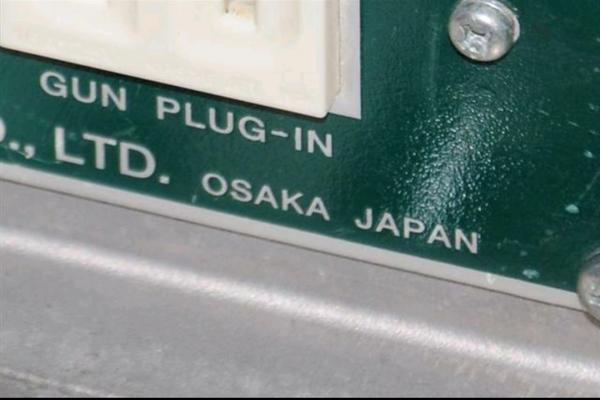 GUN PLUG-IN
., LTD. OSAKA JAPAN